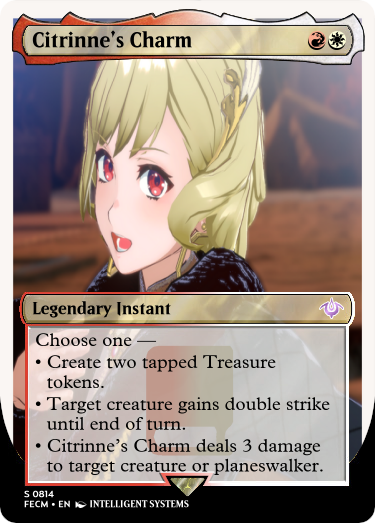 Citrinne's Charm
Legendary Instant
Choose one —
• Create two tapped Treasure
tokens.
• Target creature gains double strike
until end of turn.
• Citrinne's Charm deals 3 damage
to target creature or planeswalker.
S 0814
FECM • EN INTELLIGENT SYSTEMS